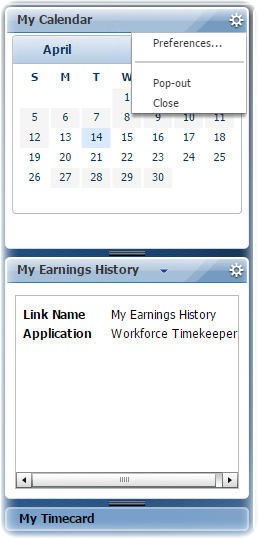 My Calendar
Preferences...
Pop-out
Close
April
S M T W
1
5 6 7 8 9 10 11
12 13 14 15 16 17 18
19 20 21 22 23 24 25
26 27 28 29 30
My Earnings History
Link Name My Earnings History
Application Workforce Timekeeper
My Timecard